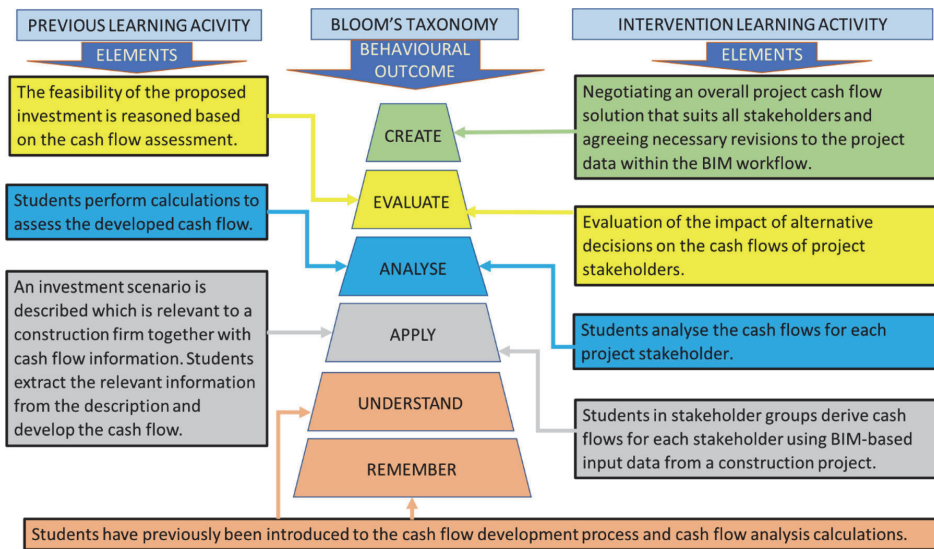 PREVIOUS LEARNING ACIVITY
ELEMENTS
The feasibility of the proposed
investment is reasoned based
on the cash flow assessment.
Students perform calculations to
assess the developed cash flow.
An investment scenario is
described which is relevant to a
construction firm together with
cash flow information. Students
extract the relevant information
from the description and
develop the cash flow.
BLOOM'S TAXONOMY
BEHAVIOURAL
OUTCOME
CREATE
EVALUATE
ANALYSE
APPLY
UNDERSTAND
REMEMBER
INTERVENTION LEARNING ACTIVITY
ELEMENTS
Negotiating an overall project cash flow
solution that suits all stakeholders and
agreeing necessary revisions to the project
data within the BIM workflow.
Evaluation of the impact of alternative
decisions on the cash flows of project
stakeholders.
Students analyse the cash flows for each
project stakeholder.
Students in stakeholder groups derive cash
flows for each stakeholder using BIM-based
input data from a construction project.
Students have previously been introduced to the cash flow development process and cash flow analysis calculations.